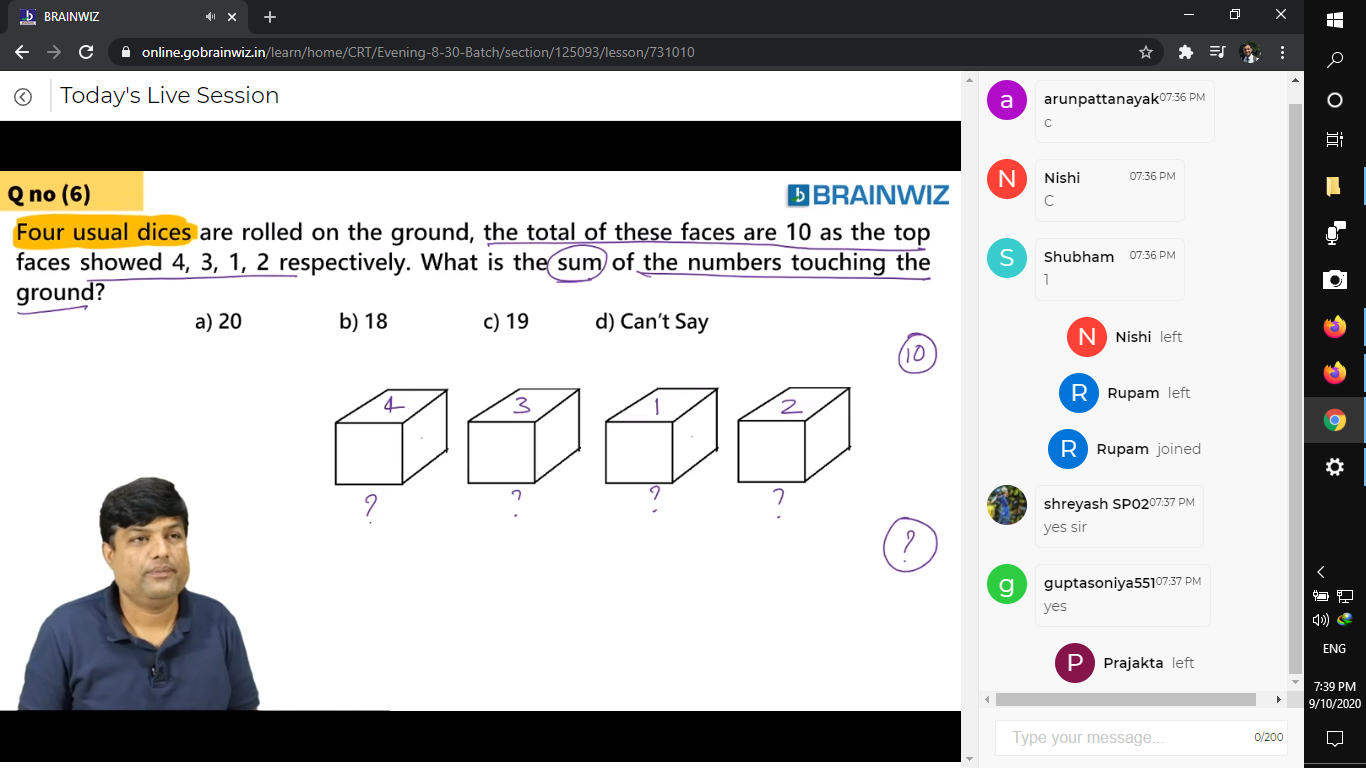 BRAINWIZ
online.gobrainwiz.in/learn/home/CRT/Evening-8-30-Batch/section/125093/lesson/731010
Today's Live Session
Q no (6)
BRAINWIZ
Four usual dices are rolled on the ground, the total of these faces are 10 as the top
faces showed 4, 3, 1, 2 respectively. What is the sum of the numbers touching the
ground?
a) 20 b) 18 c) 19 d) Can't Say
10
4 3 1 2
? ? ? ?
?
a arunpattanayak 07:36 PM
c
N Nishi 07:36 PM
C
S Shubham 07:36 PM
1
N Nishi left
R Rupam left
R Rupam joined
shreyash SP02 07:37 PM
yes sir
g guptasoniya551 07:37 PM
yes
P Prajakta left
Type your message... 0/200
ENG
7:39 PM
9/10/2020